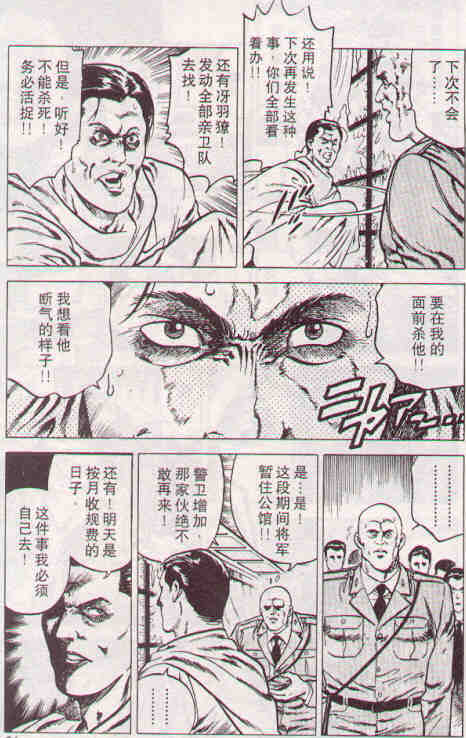 下次不会
了……
还用说！
下次再发生这种
事，你们全部看
着办！！
还有冴羽獠！
发动全部亲卫队
去找！
但是，听好！
不能杀死！
务必活捉！！
要在我的
面前杀他！！
我想看他
断气的样子！！
…………
…………
是…是！
这段期间将军
暂住公馆！！
警卫增加、
那家伙绝不
敢再来！
…………
…………
还有！明天是
按月收规费的
日子．
这件事我必须
自己去！